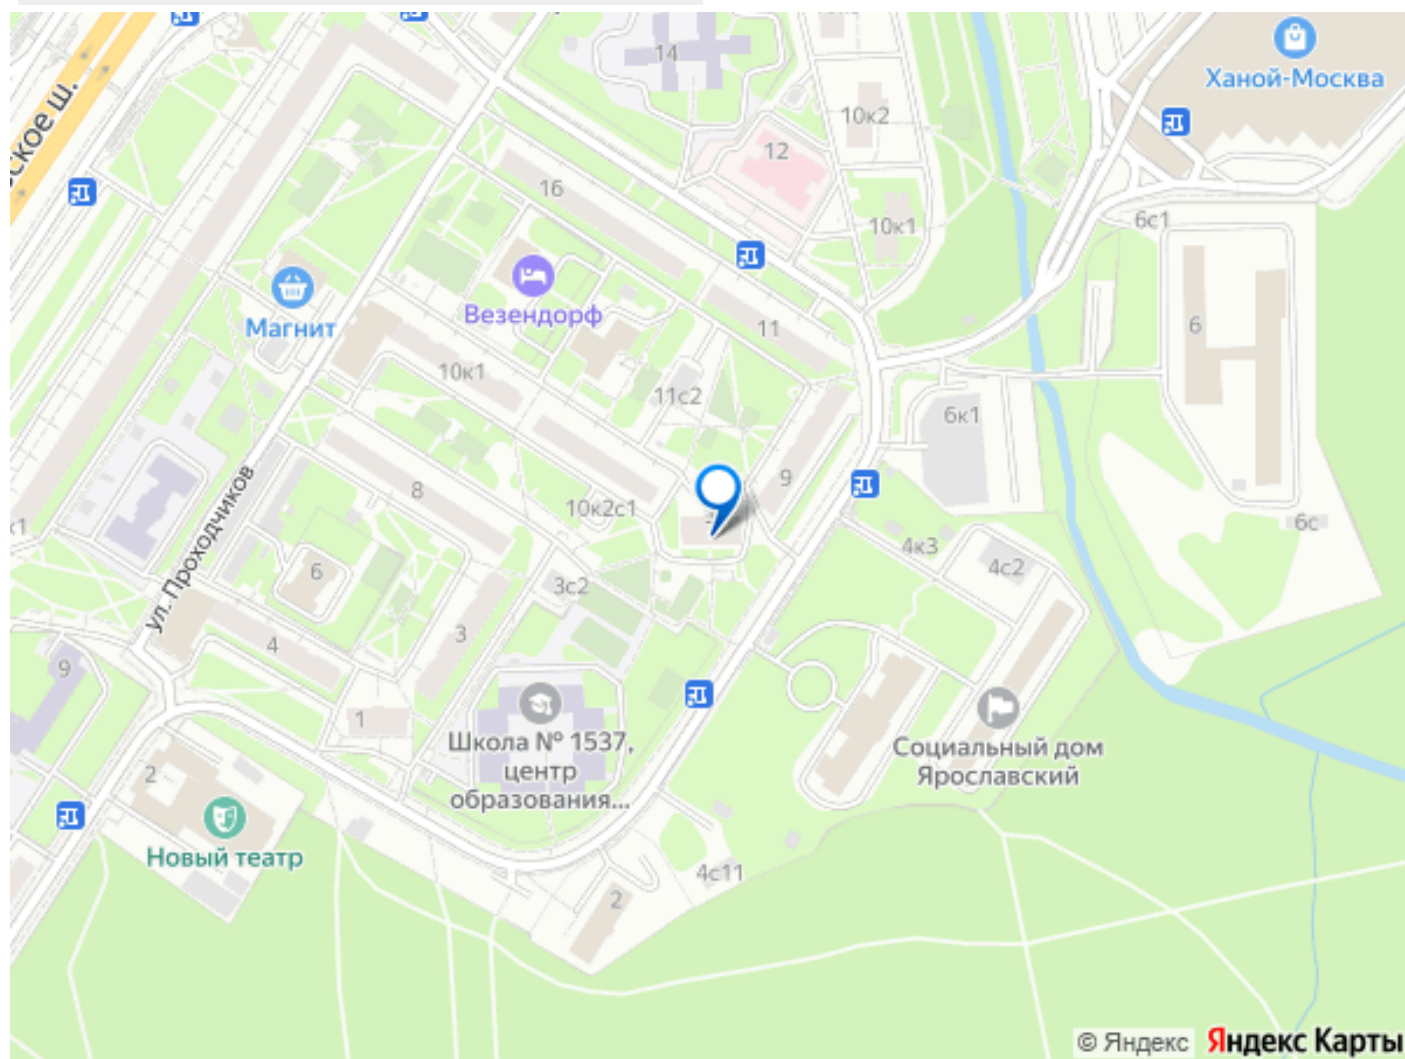 14
Ханой-Москва
ское ш.
10к2
12
16
10к1
6с1
Везендорф
Магнит
11
6
10к1
11с2
6к1
ул. Проходчиков
8
9
10к2с1
к1
6с
4к3
4с2
6
3с2
4
3
9
1
Школа № 1537,
центр
образования...
Социальный дом
Ярославский
2
Новый театр
4с11
2
© Яндекс Яндекс Карты